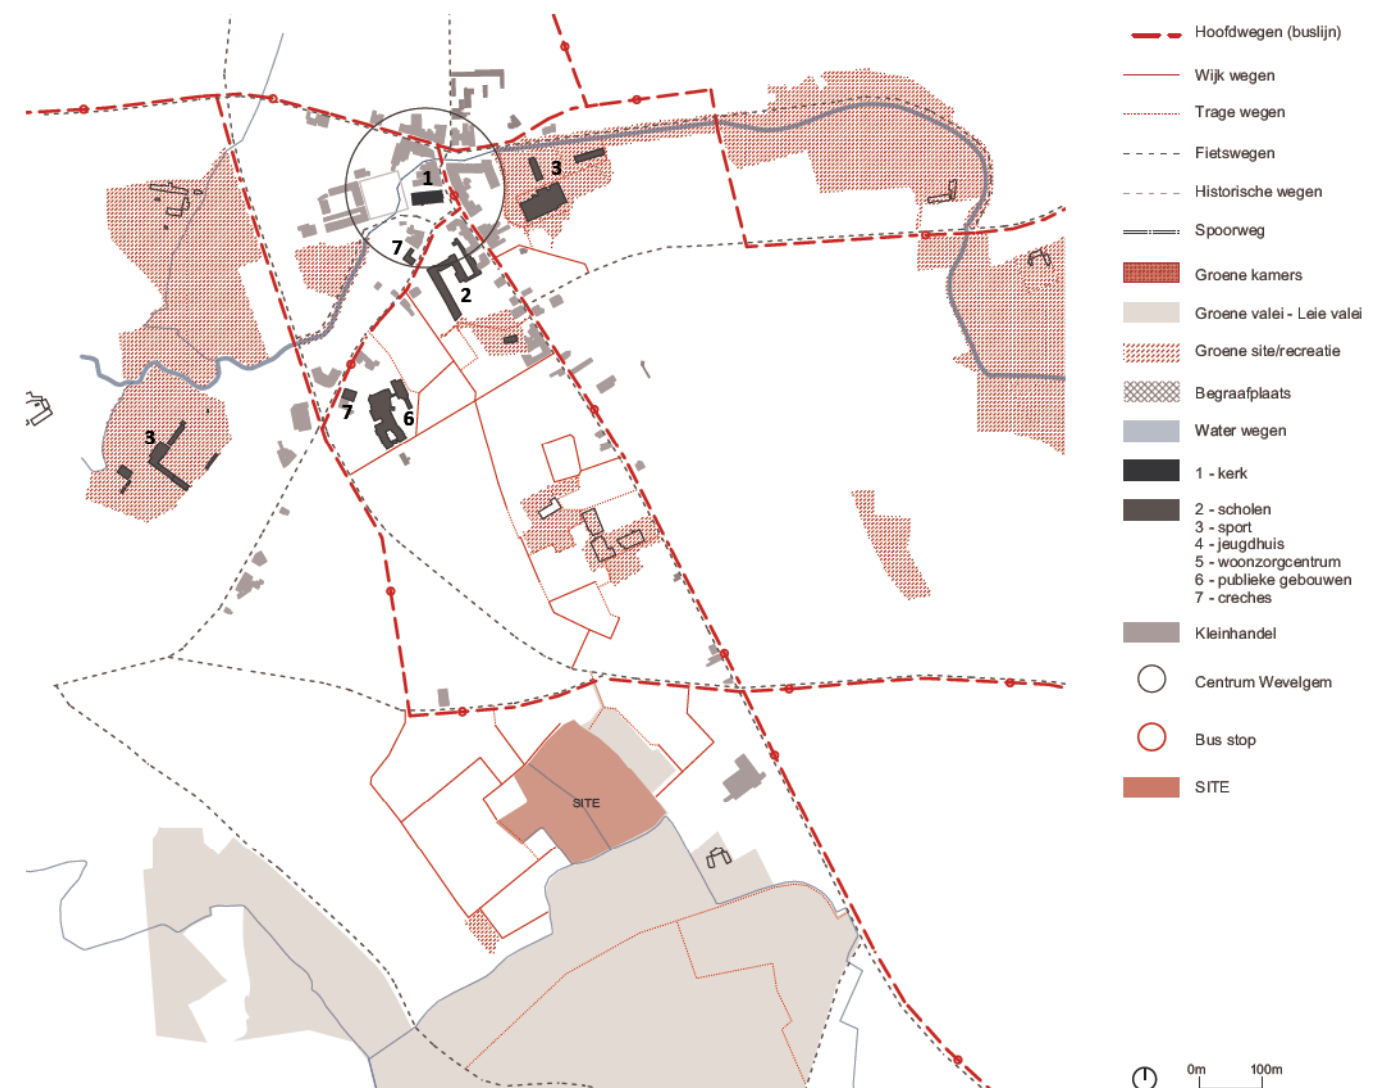 1
3
7
2
7
6
3
SITE
Hoofdwegen (buslijn)
Wijk wegen
Trage wegen
Fietswegen
Historische wegen
Spoorweg
Groene kamers
Groene valei - Leie valei
Groene site/recreatie
Begraafplaats
Water wegen
1 - kerk
2 - scholen
3 - sport
4 - jeugdhuis
5 - woonzorgcentrum
6 - publieke gebouwen
7 - creches
Kleinhandel
Centrum Wevelgem
Bus stop
SITE
0m 100m